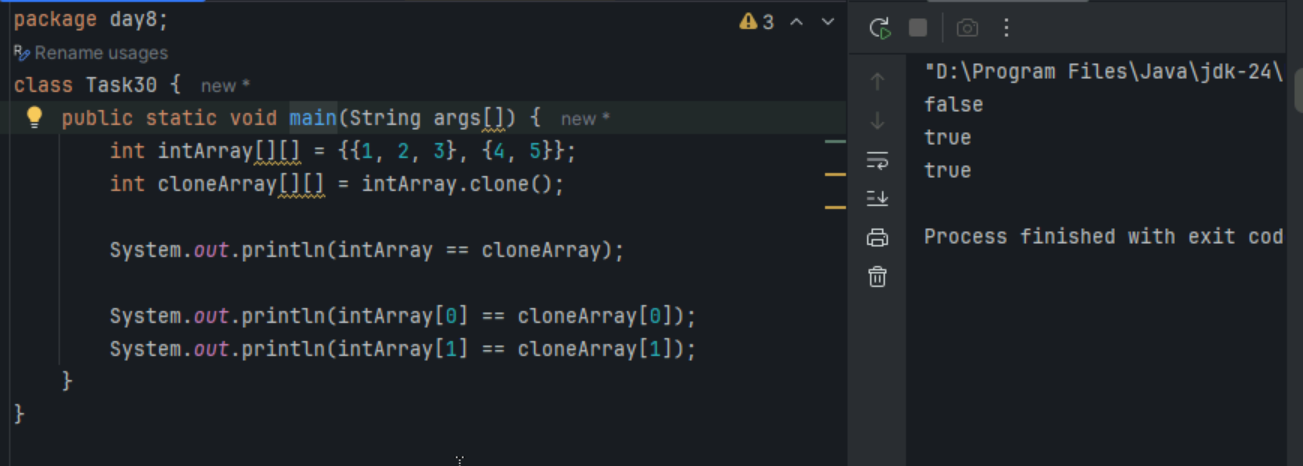 package day8;
3
Rename usages
class Task30 { new *
public static void main(String args[]) { new *
int intArray[][] = {{1, 2, 3}, {4, 5}};
int cloneArray[][] = intArray.clone();
System.out.println(intArray == cloneArray);
System.out.println(intArray[0] == cloneArray[0]);
System.out.println(intArray[1] == cloneArray[1]);
}
}
"D:\Program Files\Java\jdk-24\
false
true
true
Process finished with exit cod